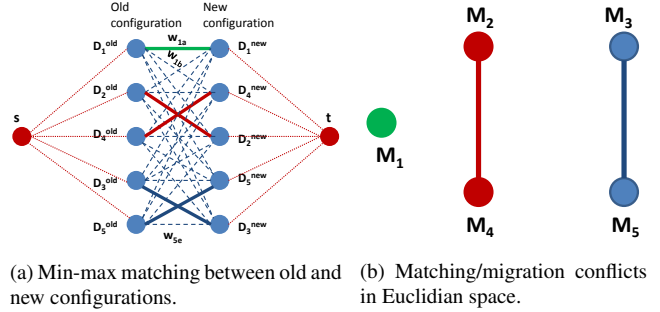 Old configuration
New configuration
w1a
w1b
D1old
D1new
D2old
D4new
s
t
D4old
D2new
D3old
D5new
D5old
D3new
w5e
M1
M2
M3
M4
M5
(a) Min-max matching between old and
new configurations.
(b) Matching/migration conflicts
in Euclidian space.